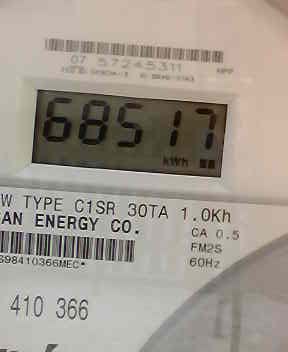 07 57245311
68517
kWh
W TYPE C1SR 30TA 1.0Kh
AN ENERGY CO. CA 0.5
FM2S
S98410366MEC* 60Hz
410 366